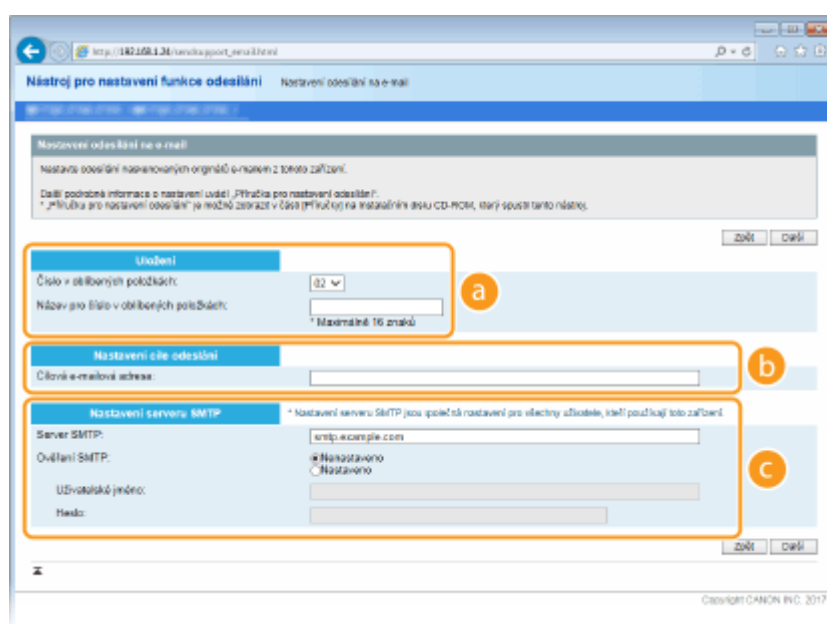 http://192.168.1.24/sendsupport_email.html
Nástroj pro nastavení funkce odesílání Nastavení odesílání na e-mail
Nastavení odesílání na e-mail
Nastavte odesílání naskenovaných originálů e-mailem z tohoto zařízení.
Další podrobné informace o nastavení uvádí „Příručka pro nastavení odesílání“.
* „Příručka pro nastavení odesílání“ je možné zobrazit v části [Příručky] na instalačním disku CD-ROM, který spustil tento nástroj.
Zpět Další
Uložení
Číslo v oblíbených položkách: 02
Název pro číslo v oblíbených položkách:
* Maximálně 16 znaků
a
Nastavení cíle odeslání
Cílová e-mailová adresa:
b
Nastavení serveru SMTP * Nastavení serveru SMTP jsou společná nastavení pro všechny uživatele, kteří používají toto zařízení.
Server SMTP: smtp.example.com
Ověření SMTP: Nenastaveno
Nastaveno
Uživatelské jméno:
Heslo:
c
Zpět Další
Copyright CANON INC. 2017